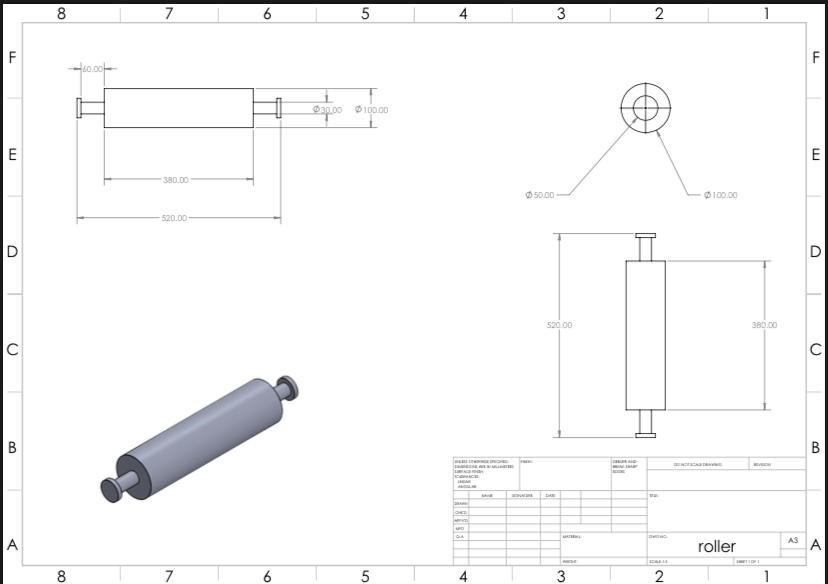 8 7 6 5 4 3 2 1
F F
60.00
Ø30.00 Ø100.00
E E
380.00
Ø50.00 Ø100.00
520.00
D D
520.00 380.00
C C
B B
UNLESS OTHERWISE SPECIFIED:
DIMENSIONS ARE IN MILLIMETERS
SURFACE FINISH:
TOLERANCES:
LINEAR:
ANGULAR:
FINISH:
DEBURR AND
BREAK SHARP
EDGES
DO NOT SCALE DRAWING REVISION
NAME SIGNATURE DATE
TITLE:
DRAWN
CHK'D
APPV'D
MFG
Q.A
MATERIAL:
DWG NO.
roller
A3
A A
WEIGHT:
SHEET 1 OF 1
8 7 6 5 4 3 2 1